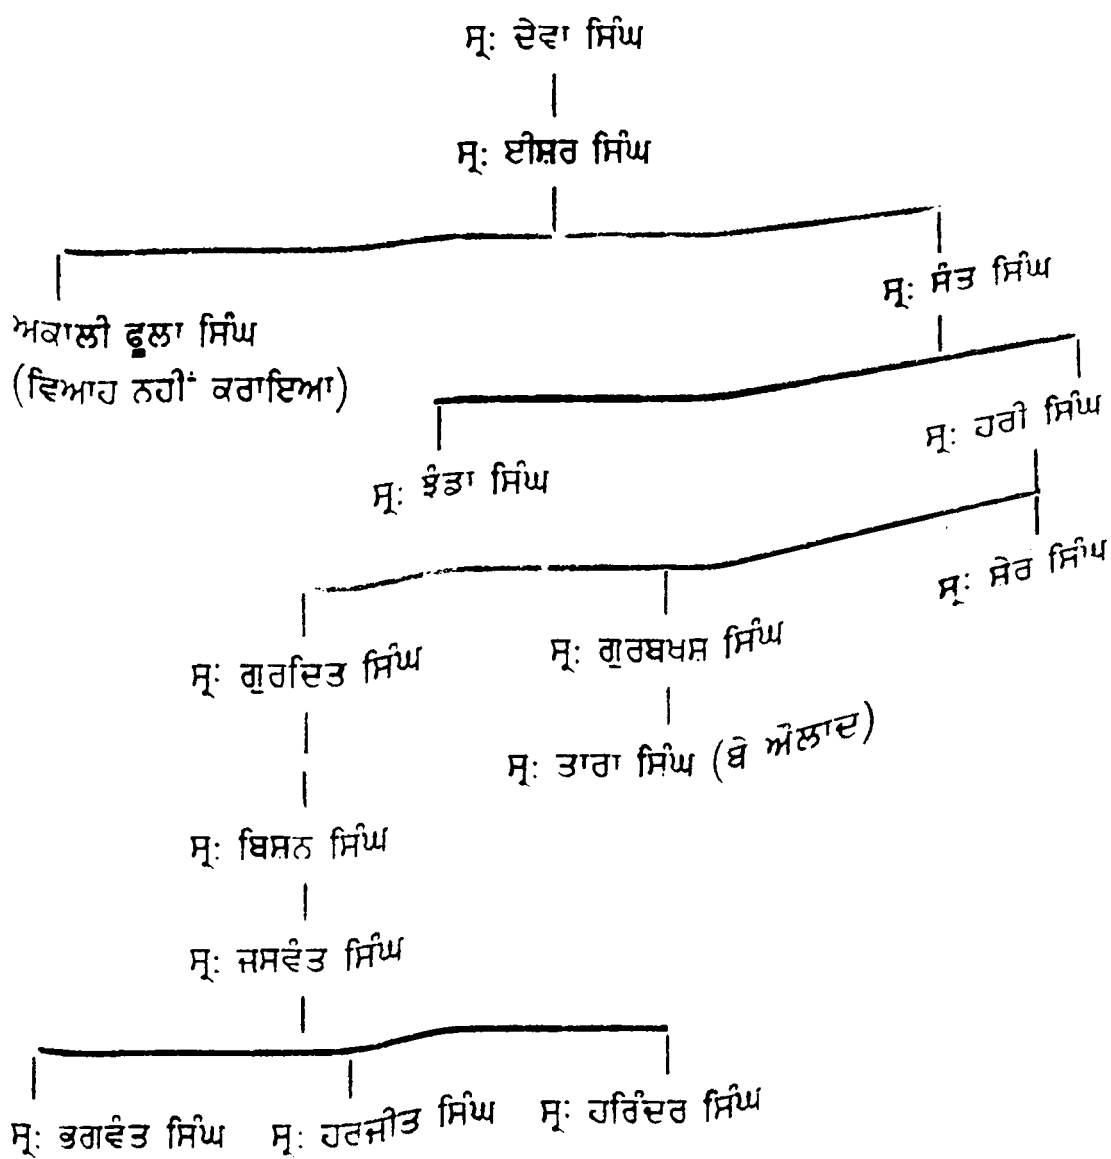 ਸ੍ਰ: ਦੇਵਾ ਸਿੰਘ
ਸ੍ਰ: ਈਸ਼ਰ ਸਿੰਘ
ਸ੍ਰ: ਸੰਤ ਸਿੰਘ
ਅਕਾਲੀ ਫੂਲਾ ਸਿੰਘ
(ਵਿਆਹ ਨਹੀਂ ਕਰਾਇਆ)
ਸ੍ਰ: ਹਰੀ ਸਿੰਘ
ਸ੍ਰ: ਝੰਡਾ ਸਿੰਘ
ਸ੍ਰ: ਸ਼ੇਰ ਸਿੰਘ
ਸ੍ਰ: ਗੁਰਦਿਤ ਸਿੰਘ ਸ੍ਰ: ਗੁਰਬਖਸ਼ ਸਿੰਘ
ਸ੍ਰ: ਤਾਰਾ ਸਿੰਘ (ਬੇ ਔਲਾਦ)
ਸ੍ਰ: ਬਿਸ਼ਨ ਸਿੰਘ
ਸ੍ਰ: ਜਸਵੰਤ ਸਿੰਘ
ਸ੍ਰ: ਭਗਵੰਤ ਸਿੰਘ ਸ੍ਰ: ਹਰਜੀਤ ਸਿੰਘ ਸ੍ਰ: ਹਰਿੰਦਰ ਸਿੰਘ